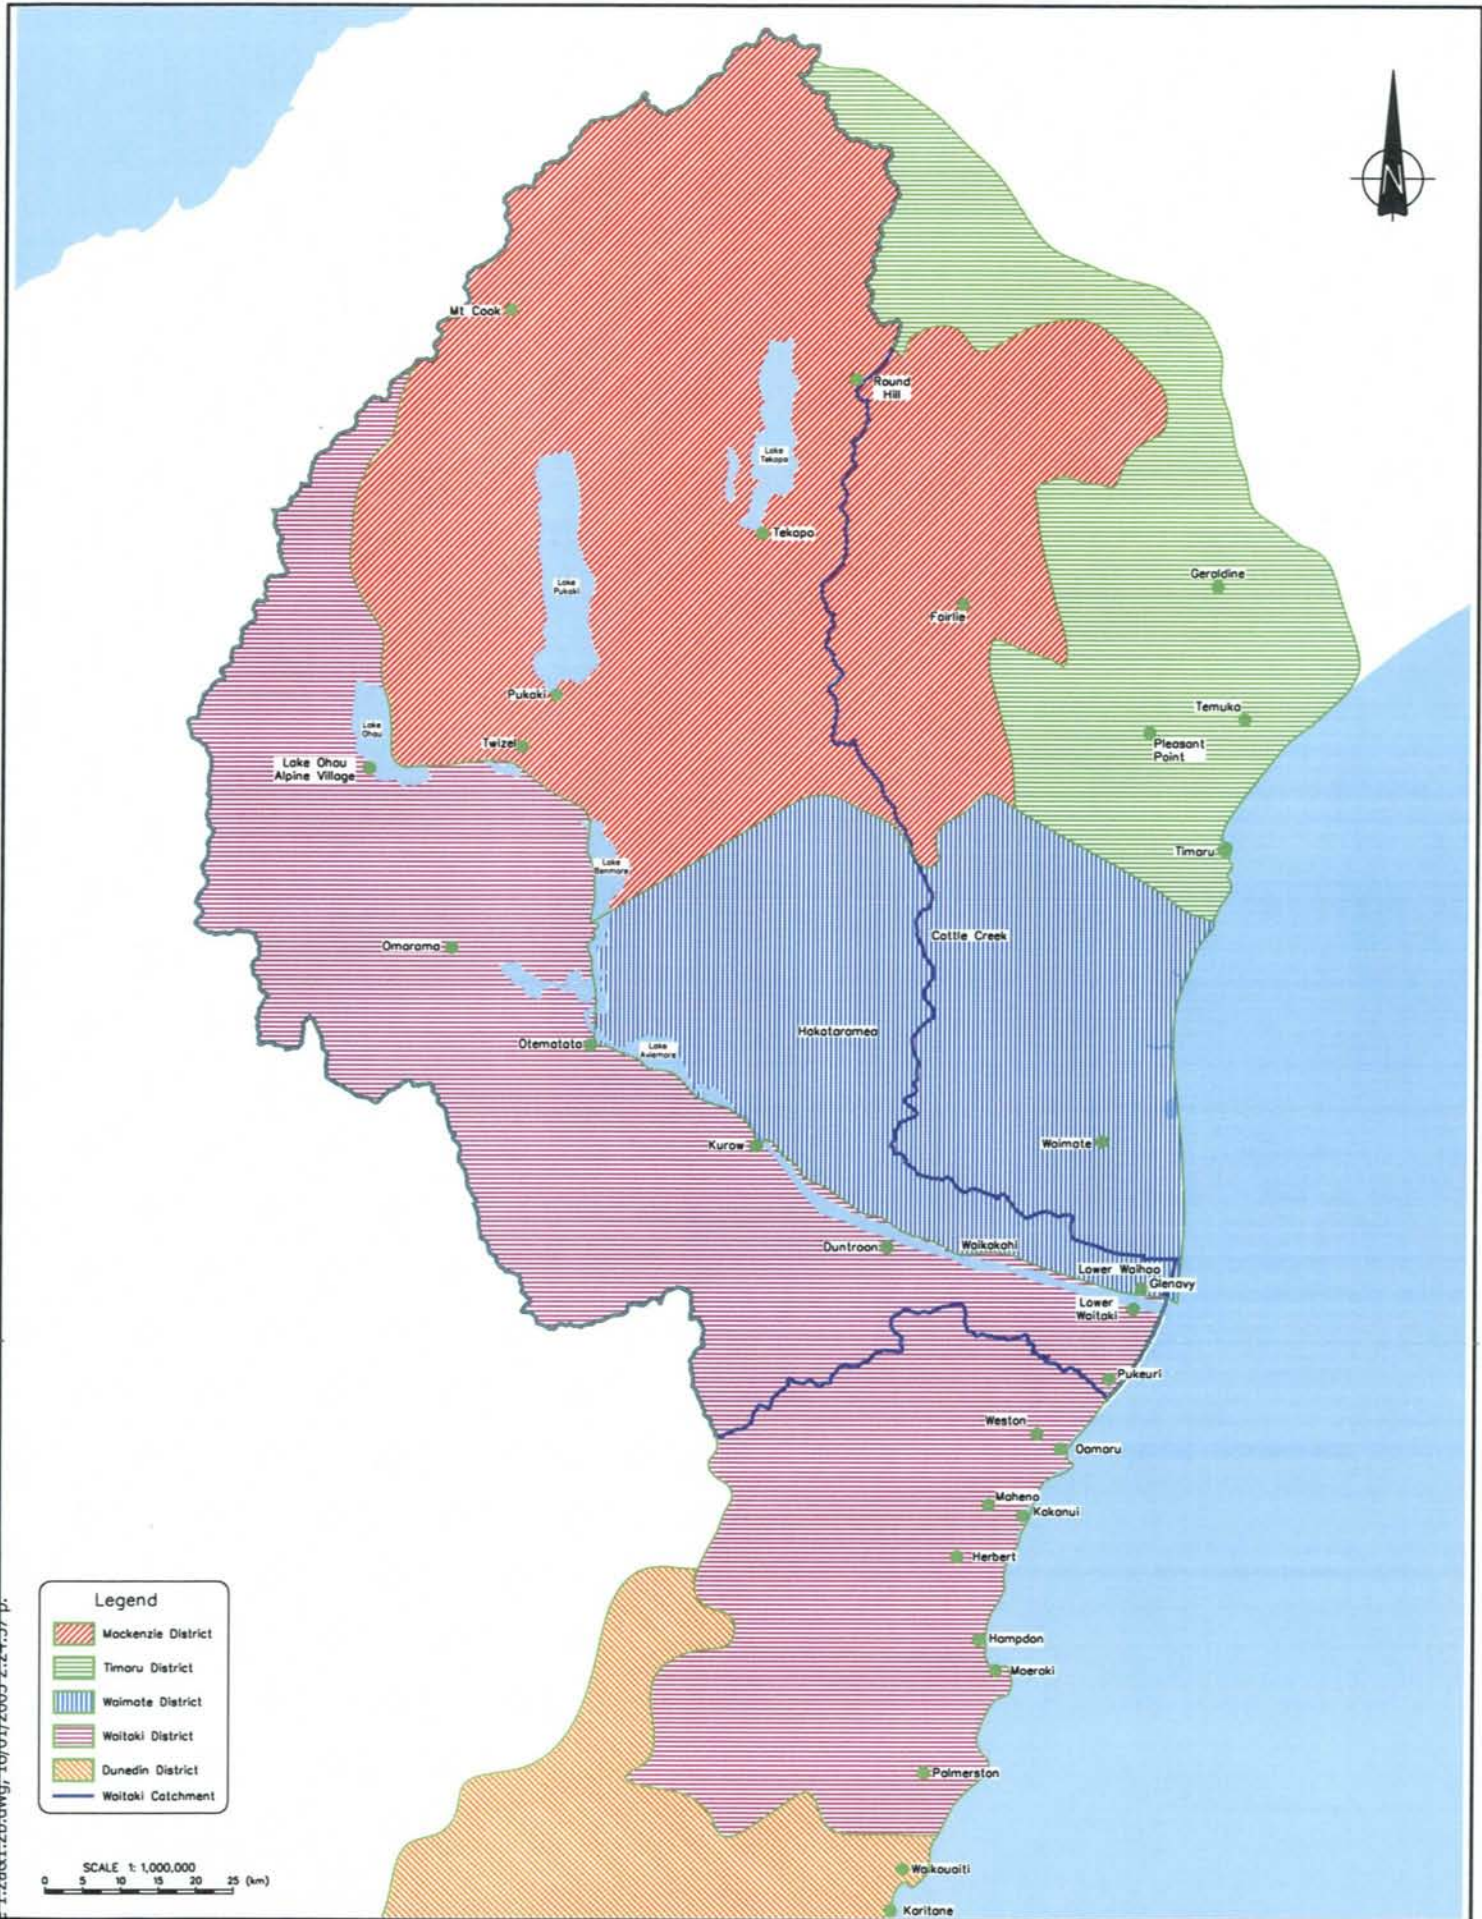 N
Mt Cook
Round
Hill
Lake
Tekapo
Tekapo
Lake
Pukaki
Geraldine
Fairlie
Pukaki
Temuka
Lake
Ohau
Twizel
Pleasant
Point
Lake Ohau
Alpine Village
Timaru
Lake
Benmore
Cattle Creek
Omarama
Hakataramea
Otematata
Lake
Aviemore
Kurow
Waimate
Duntroon
Waikakahi
Lower Waihao
Glenavy
Lower
Waitaki
Pukeuri
Weston
Oamaru
Maheno
Kakanui
Herbert
Hampdon
Moeraki
Palmerston
Waikouaiti
Karitane
Legend
Mackenzie District
Timaru District
Waimate District
Waitaki District
Dunedin District
Waitaki Catchment
SCALE 1: 1,000,000
0 5 10 15 20 25 (km)